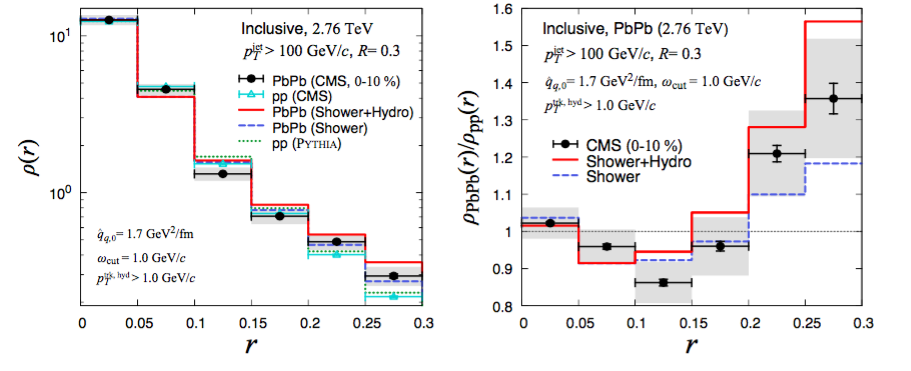 Inclusive, 2.76 TeV
p_T^jet > 100 GeV/c, R= 0.3
PbPb (CMS, 0-10 %)
pp (CMS)
PbPb (Shower+Hydro)
PbPb (Shower)
pp (PYTHIA)
q̂_q,0 = 1.7 GeV²/fm
ω_cut = 1.0 GeV/c
p_T^trk, hyd > 1.0 GeV/c
ρ(r)
10¹
10⁰
0 0.05 0.1 0.15 0.2 0.25 0.3
r
Inclusive, PbPb (2.76 TeV)
p_T^jet > 100 GeV/c, R= 0.3
q̂_q,0 = 1.7 GeV²/fm, ω_cut = 1.0 GeV/c
p_T^trk, hyd > 1.0 GeV/c
CMS (0-10 %)
Shower+Hydro
Shower
ρ_PbPb(r)/ρ_pp(r)
1.6
1.5
1.4
1.3
1.2
1.1
1
0.9
0.8
0 0.05 0.1 0.15 0.2 0.25 0.3
r